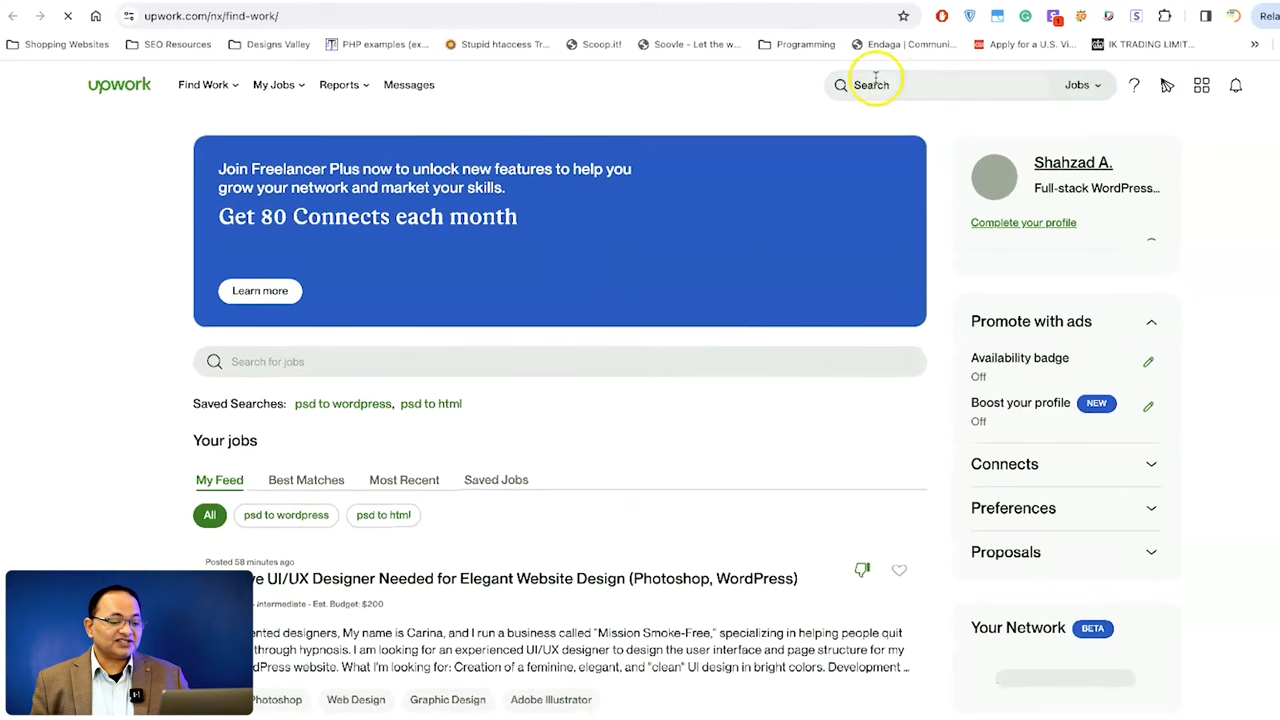 upwork.com/nx/find-work/
Rela
Shopping Websites
SEO Resources
Designs Valley
PHP examples (ex...
Stupid htaccess Tr...
Scoop.it!
Soovle - Let the w...
Programming
Endaga | Communi...
Apply for a U.S. Vi...
IK TRADING LIMIT...
»
upwork
Find Work
My Jobs
Reports
Messages
Search
Jobs
Join Freelancer Plus now to unlock new features to help you
grow your network and market your skills.
Get 80 Connects each month
Learn more
Search for jobs
Saved Searches: psd to wordpress, psd to html
Your jobs
My Feed
Best Matches
Most Recent
Saved Jobs
All
psd to wordpress
psd to html
Posted 58 minutes ago
ve UI/UX Designer Needed for Elegant Website Design (Photoshop, WordPress)
Intermediate - Est. Budget: $200
ented designers, My name is Carina, and I run a business called "Mission Smoke-Free," specializing in helping people quit
through hypnosis. I am looking for an experienced UI/UX designer to design the user interface and page structure for my
dPress website. What I'm looking for: Creation of a feminine, elegant, and "clean" UI design in bright colors. Development ...
Photoshop
Web Design
Graphic Design
Adobe Illustrator
Shahzad A.
Full-stack WordPress...
Complete your profile
Promote with ads
Availability badge
Off
Boost your profile NEW
Off
Connects
Preferences
Proposals
Your Network BETA